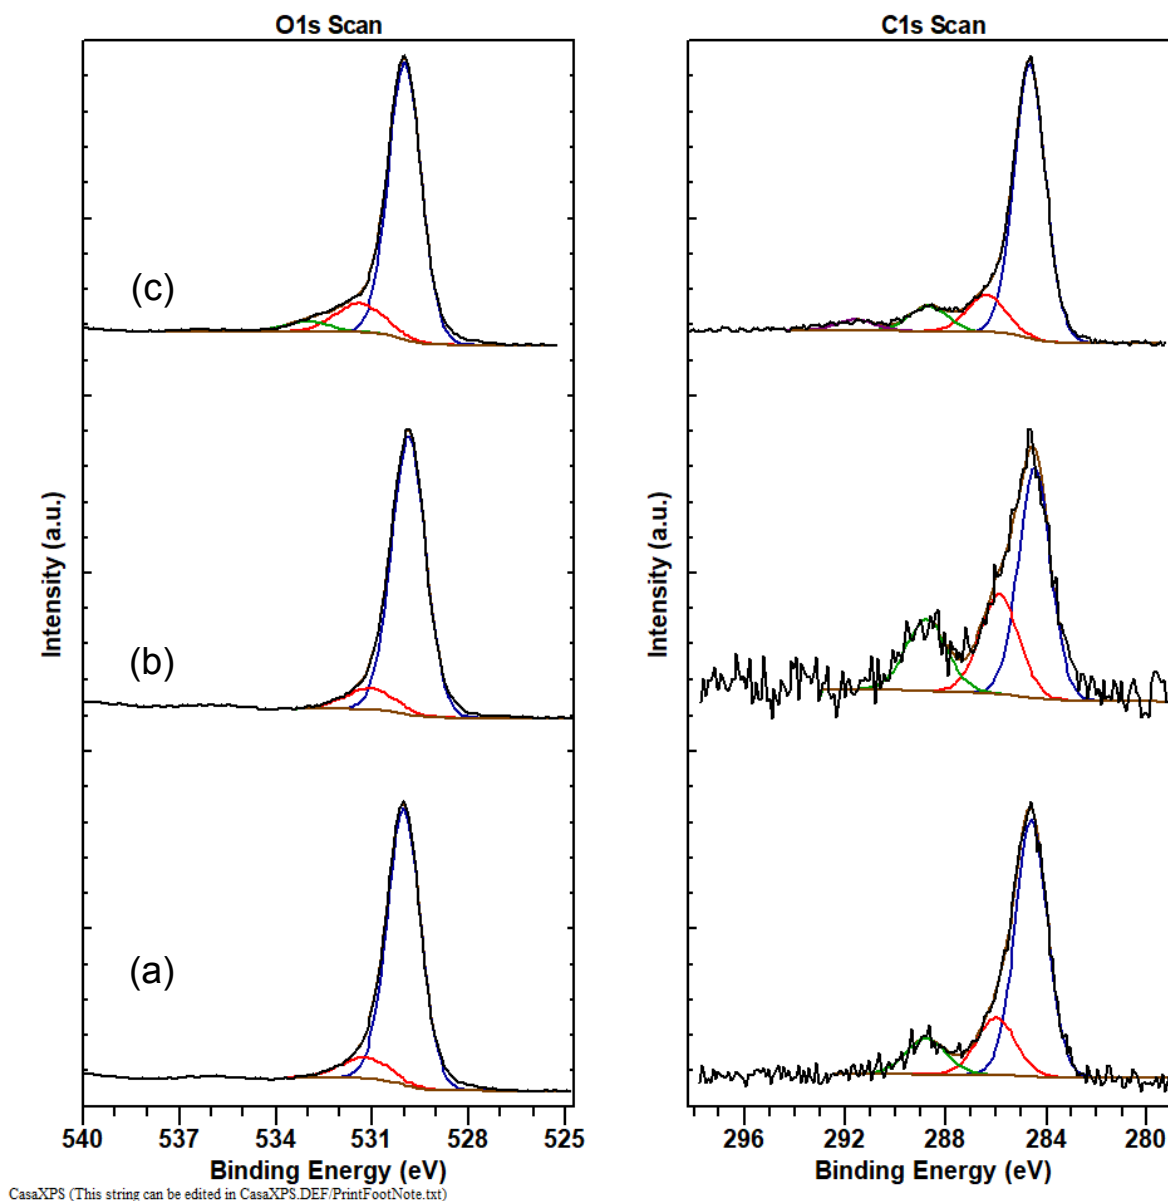 O1s Scan
C1s Scan
(c)
(b)
(a)
Intensity (a.u.)
Intensity (a.u.)
540 537 534 531 528 525
296 292 288 284 280
Binding Energy (eV)
Binding Energy (eV)
CasaXPS (This string can be edited in CasaXPS.DEF/PrintFootNote.txt)